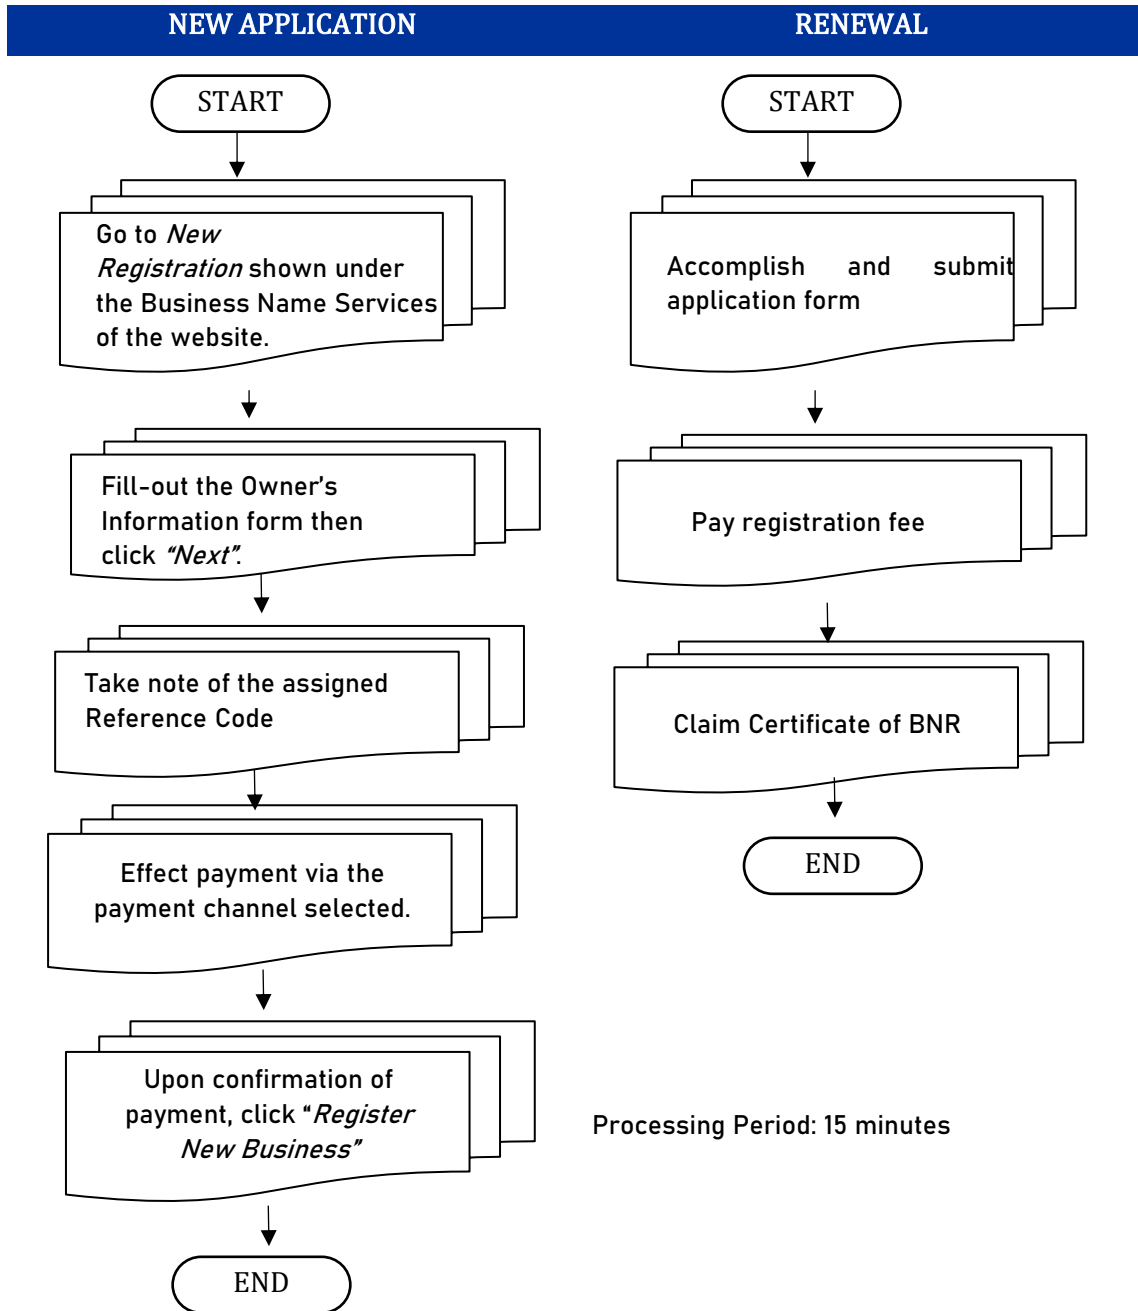 NEW APPLICATION
START
Go to New
Registration shown under
the Business Name Services
of the website.
Fill-out the Owner's
Information form then
click "Next".
Take note of the assigned
Reference Code
Effect payment via the
payment channel selected.
Upon confirmation of
payment, click "Register
New Business"
END
RENEWAL
START
Accomplish and submit
application form
Pay registration fee
Claim Certificate of BNR
END
Processing Period: 15 minutes